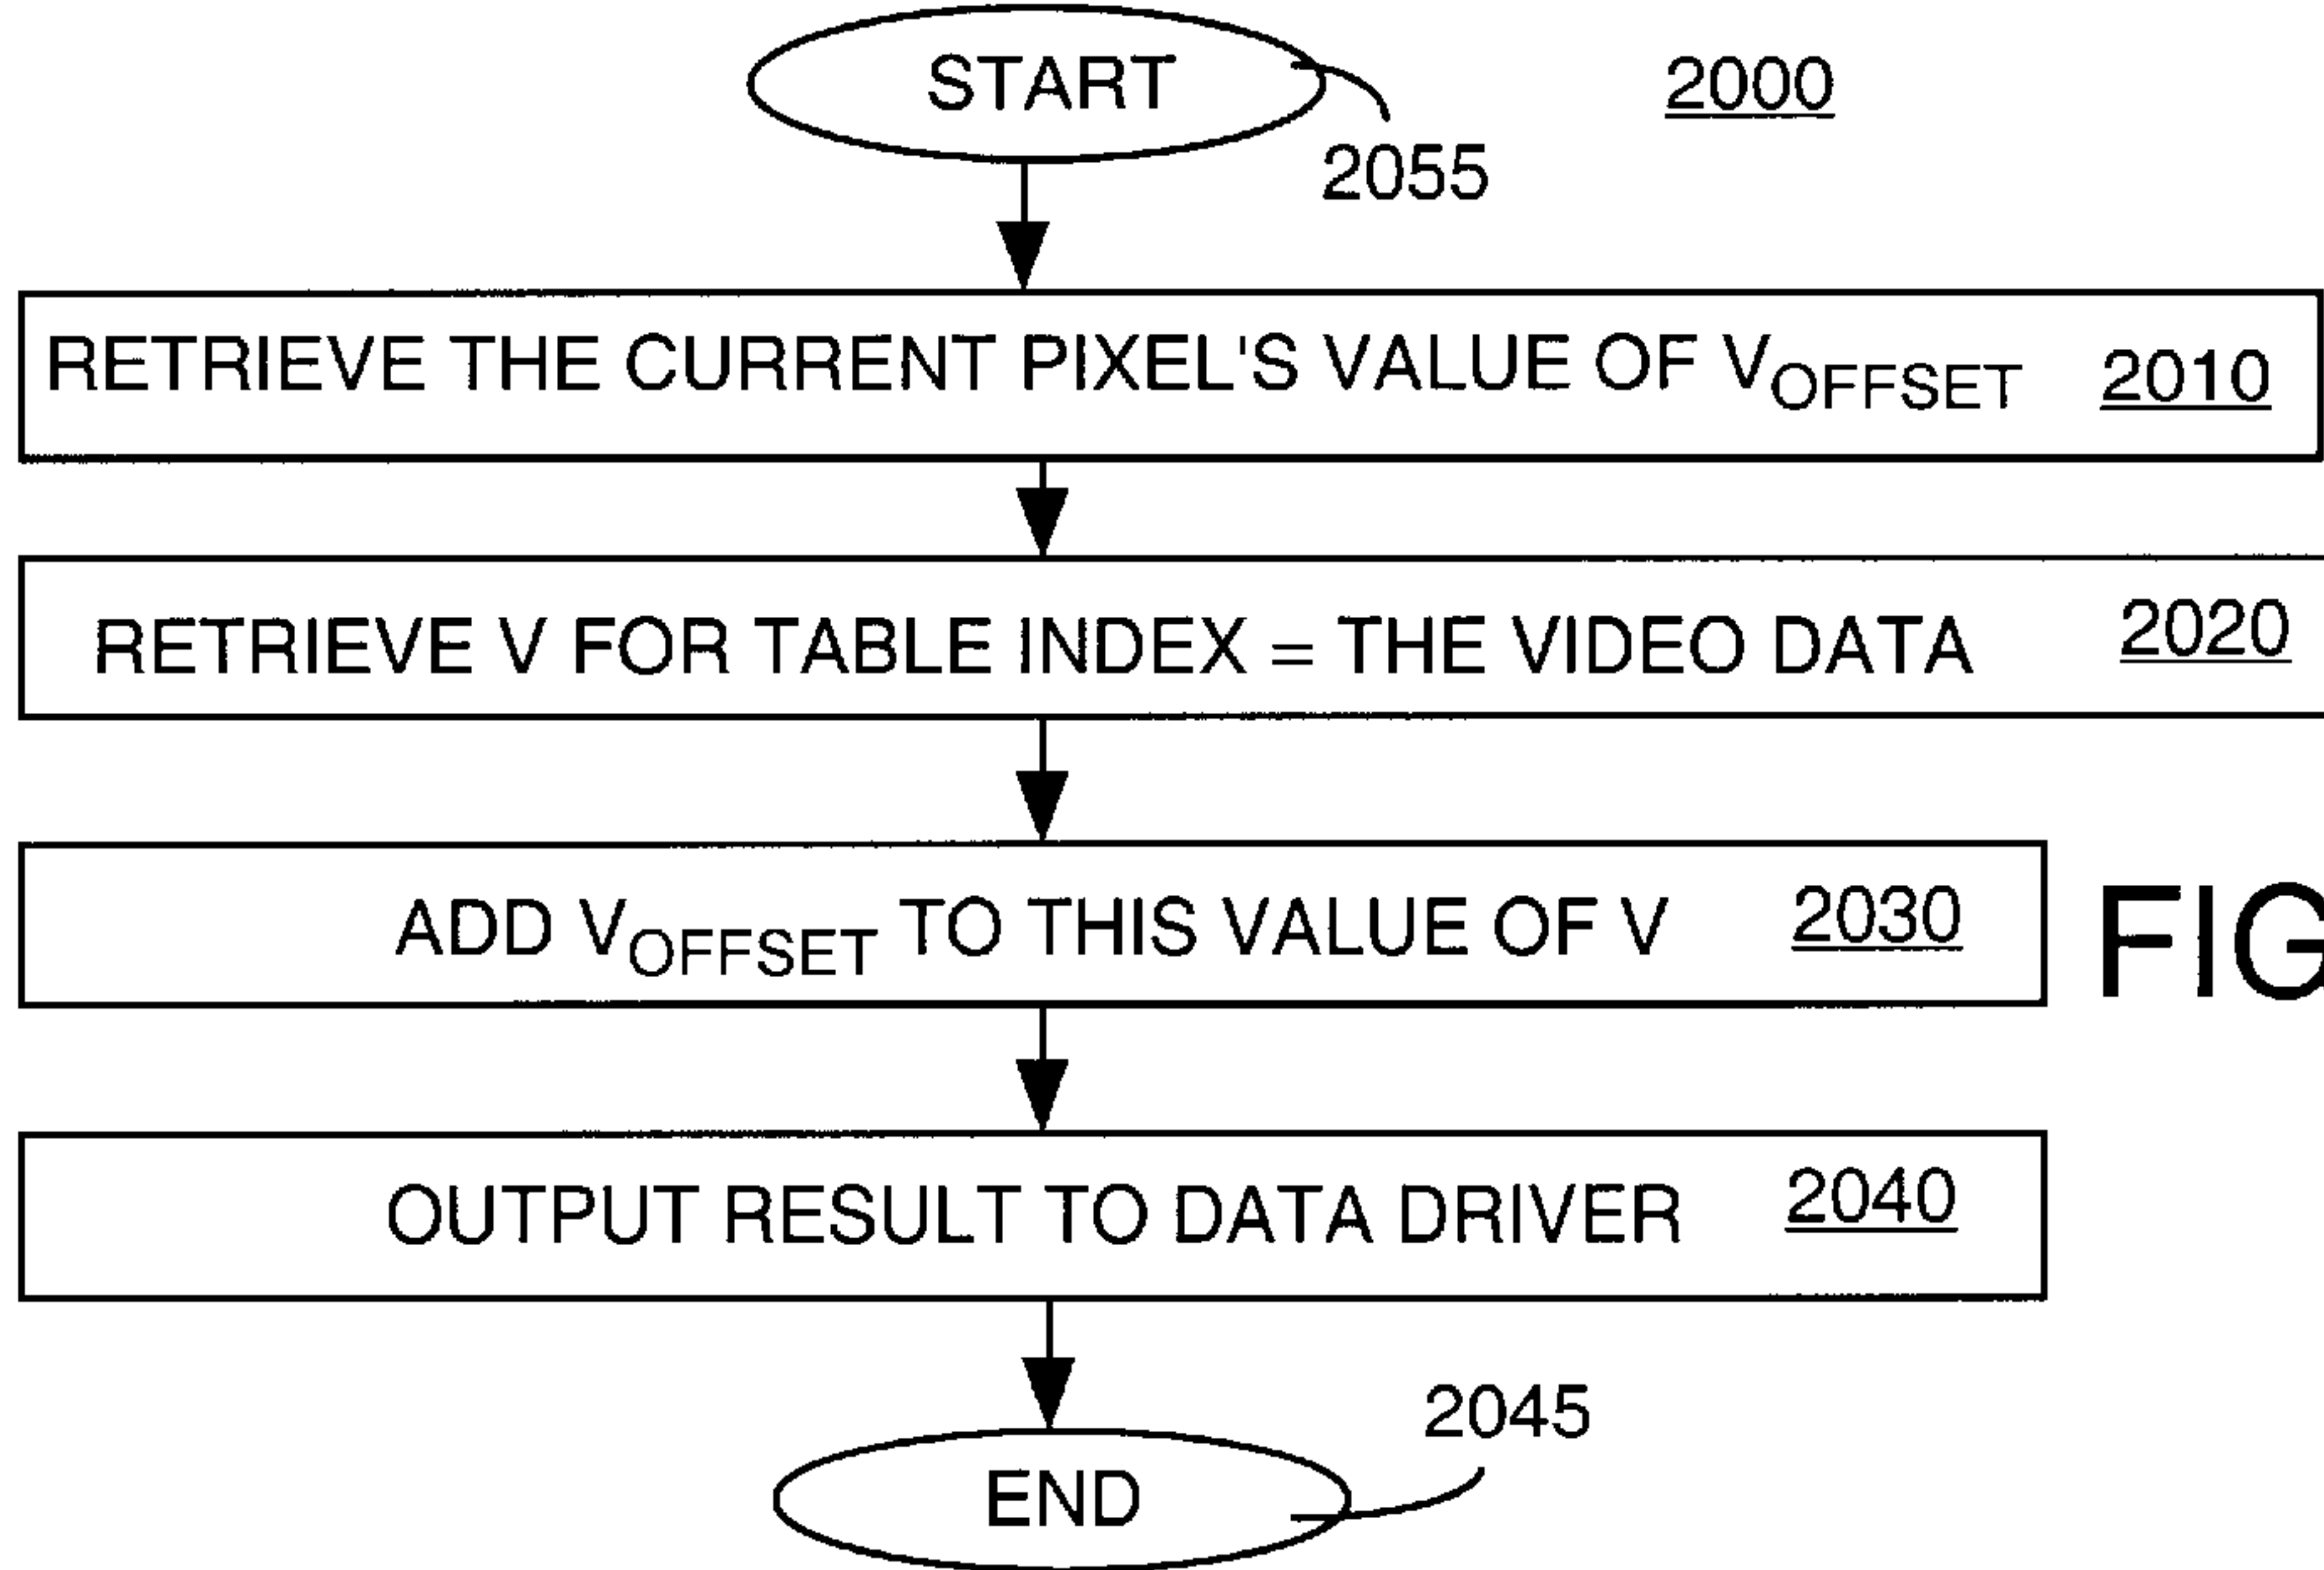 START
2000
2055
RETRIEVE THE CURRENT PIXEL'S VALUE OF VOFFSET 2010
RETRIEVE V FOR TABLE INDEX = THE VIDEO DATA 2020
ADD VOFFSET TO THIS VALUE OF V 2030
FIG
OUTPUT RESULT TO DATA DRIVER 2040
2045
END